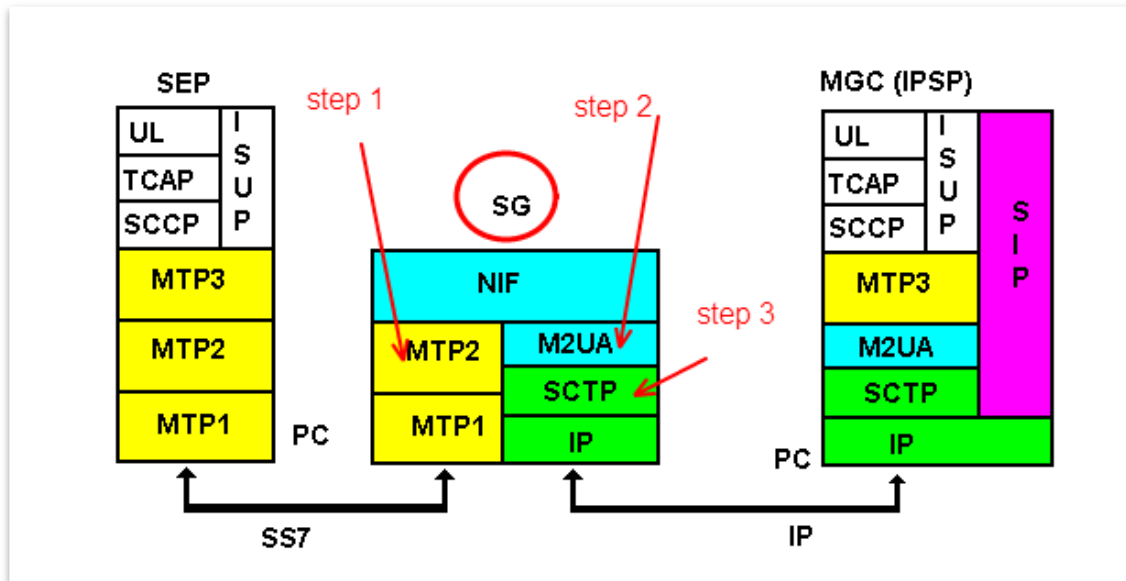 SEP
UL
TCAP
SCCP
I
S
U
P
MTP3
MTP2
MTP1
PC
step 1
step 2
SG
NIF
MTP2
MTP1
M2UA
SCTP
IP
step 3
MGC (IPSP)
UL
TCAP
SCCP
I
S
U
P
S
I
P
MTP3
M2UA
SCTP
IP
PC
SS7
IP